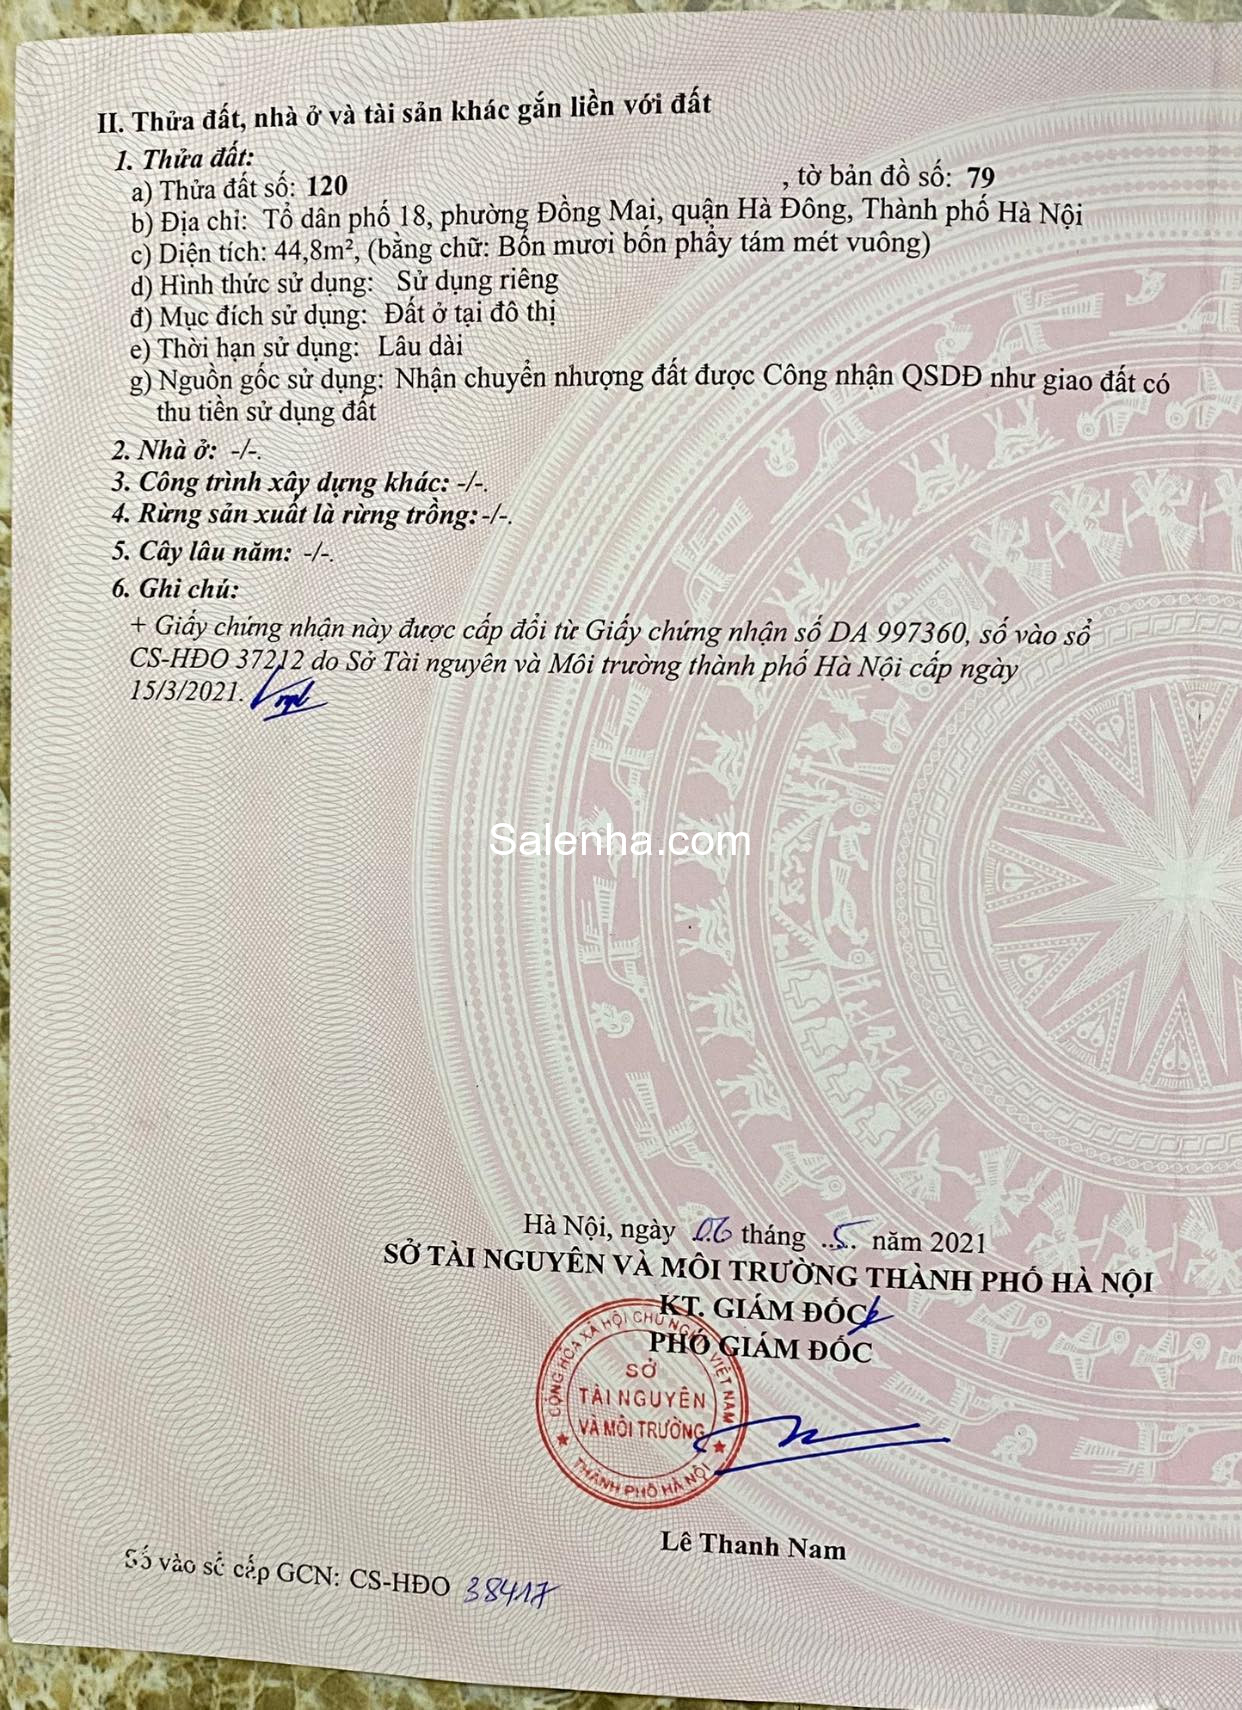 II. Thửa đất, nhà ở và tài sản khác gắn liền với đất
1. Thửa đất:
a) Thửa đất số: 120 , tờ bản đồ số: 79
b) Địa chỉ: Tổ dân phố 18, phường Đồng Mai, quận Hà Đông, Thành phố Hà Nội
c) Diện tích: 44,8m², (bằng chữ: Bốn mươi bốn phẩy tám mét vuông)
d) Hình thức sử dụng: Sử dụng riêng
đ) Mục đích sử dụng: Đất ở tại đô thị
e) Thời hạn sử dụng: Lâu dài
g) Nguồn gốc sử dụng: Nhận chuyển nhượng đất được Công nhận QSDĐ như giao đất có
thu tiền sử dụng đất
2. Nhà ở: -/-.
3. Công trình xây dựng khác: -/-.
4. Rừng sản xuất là rừng trồng: -/-.
5. Cây lâu năm: -/-.
6. Ghi chú:
+ Giấy chứng nhận này được cấp đổi từ Giấy chứng nhận số DA 997360, số vào sổ
CS-HĐO 37212 do Sở Tài nguyên và Môi trường thành phố Hà Nội cấp ngày
15/3/2021.
Salenha.com
Hà Nội, ngày 06 tháng 5 năm 2021
SỞ TÀI NGUYÊN VÀ MÔI TRƯỜNG THÀNH PHỐ HÀ NỘI
KT. GIÁM ĐỐC
PHÓ GIÁM ĐỐC
CỘNG HÒA XÃ HỘI CHỦ NGHĨA VIỆT NAM
SỞ
TÀI NGUYÊN
VÀ MÔI TRƯỜNG
THÀNH PHỐ HÀ NỘI
Lê Thanh Nam
Số vào sổ cấp GCN: CS-HĐO 38417